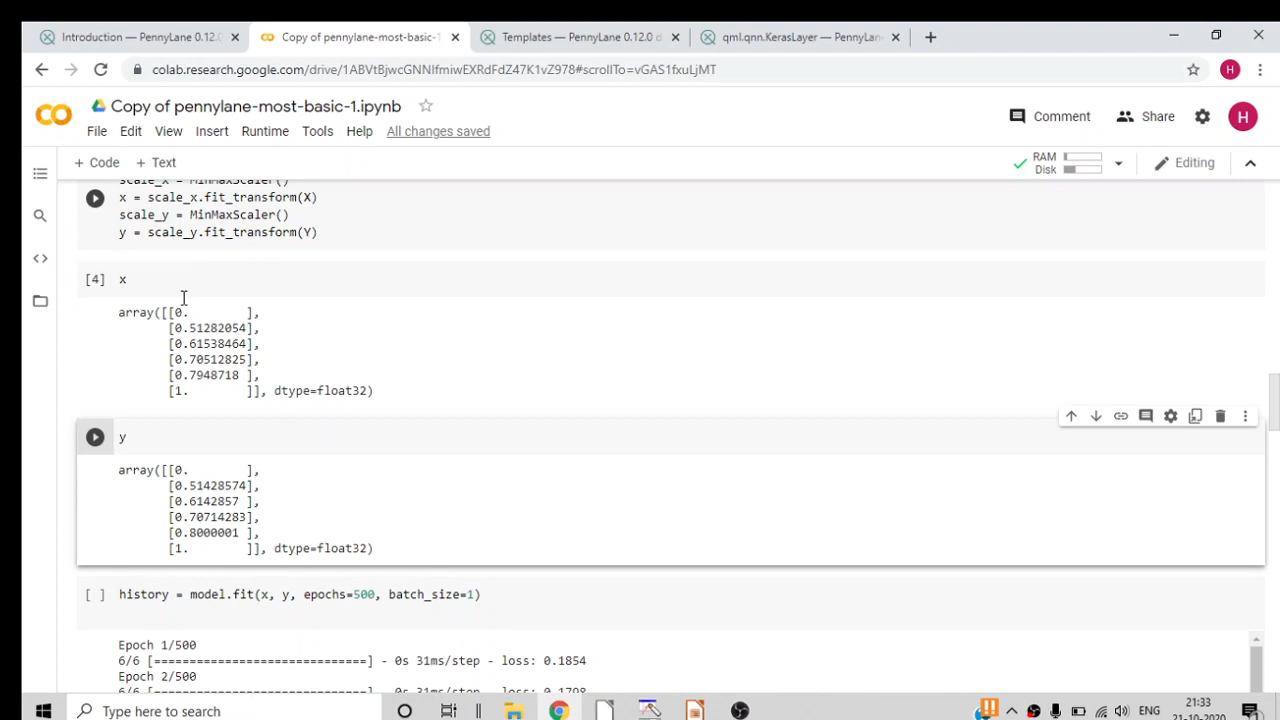 Introduction — PennyLane 0.12.0
Copy of pennylane-most-basic-1
Templates — PennyLane 0.12.0 d
qml.qnn.KerasLayer — PennyLane
colab.research.google.com/drive/1ABVtBjwcGNNIfmiwEXRdFdZ47K1vZ978#scrollTo=vGAS1fxuLjMT
H
Copy of pennylane-most-basic-1.ipynb
Comment
Share
H
File Edit View Insert Runtime Tools Help All changes saved
+ Code + Text
RAM
Disk
Editing
scale_x = MinMaxScaler()
x = scale_x.fit_transform(X)
scale_y = MinMaxScaler()
y = scale_y.fit_transform(Y)
[4] x
array([[0.        ],
[0.51282054],
[0.61538464],
[0.70512825],
[0.7948718 ],
[1.        ]], dtype=float32)
y
array([[0.        ],
[0.51428574],
[0.6142857 ],
[0.70714283],
[0.8000001 ],
[1.        ]], dtype=float32)
[ ] history = model.fit(x, y, epochs=500, batch_size=1)
Epoch 1/500
6/6 [==============================] - 0s 31ms/step - loss: 0.1854
Epoch 2/500
6/6 [==============================] - 0s 31ms/step - loss: 0.1798
Type here to search
ENG
21:33
21-10-2020